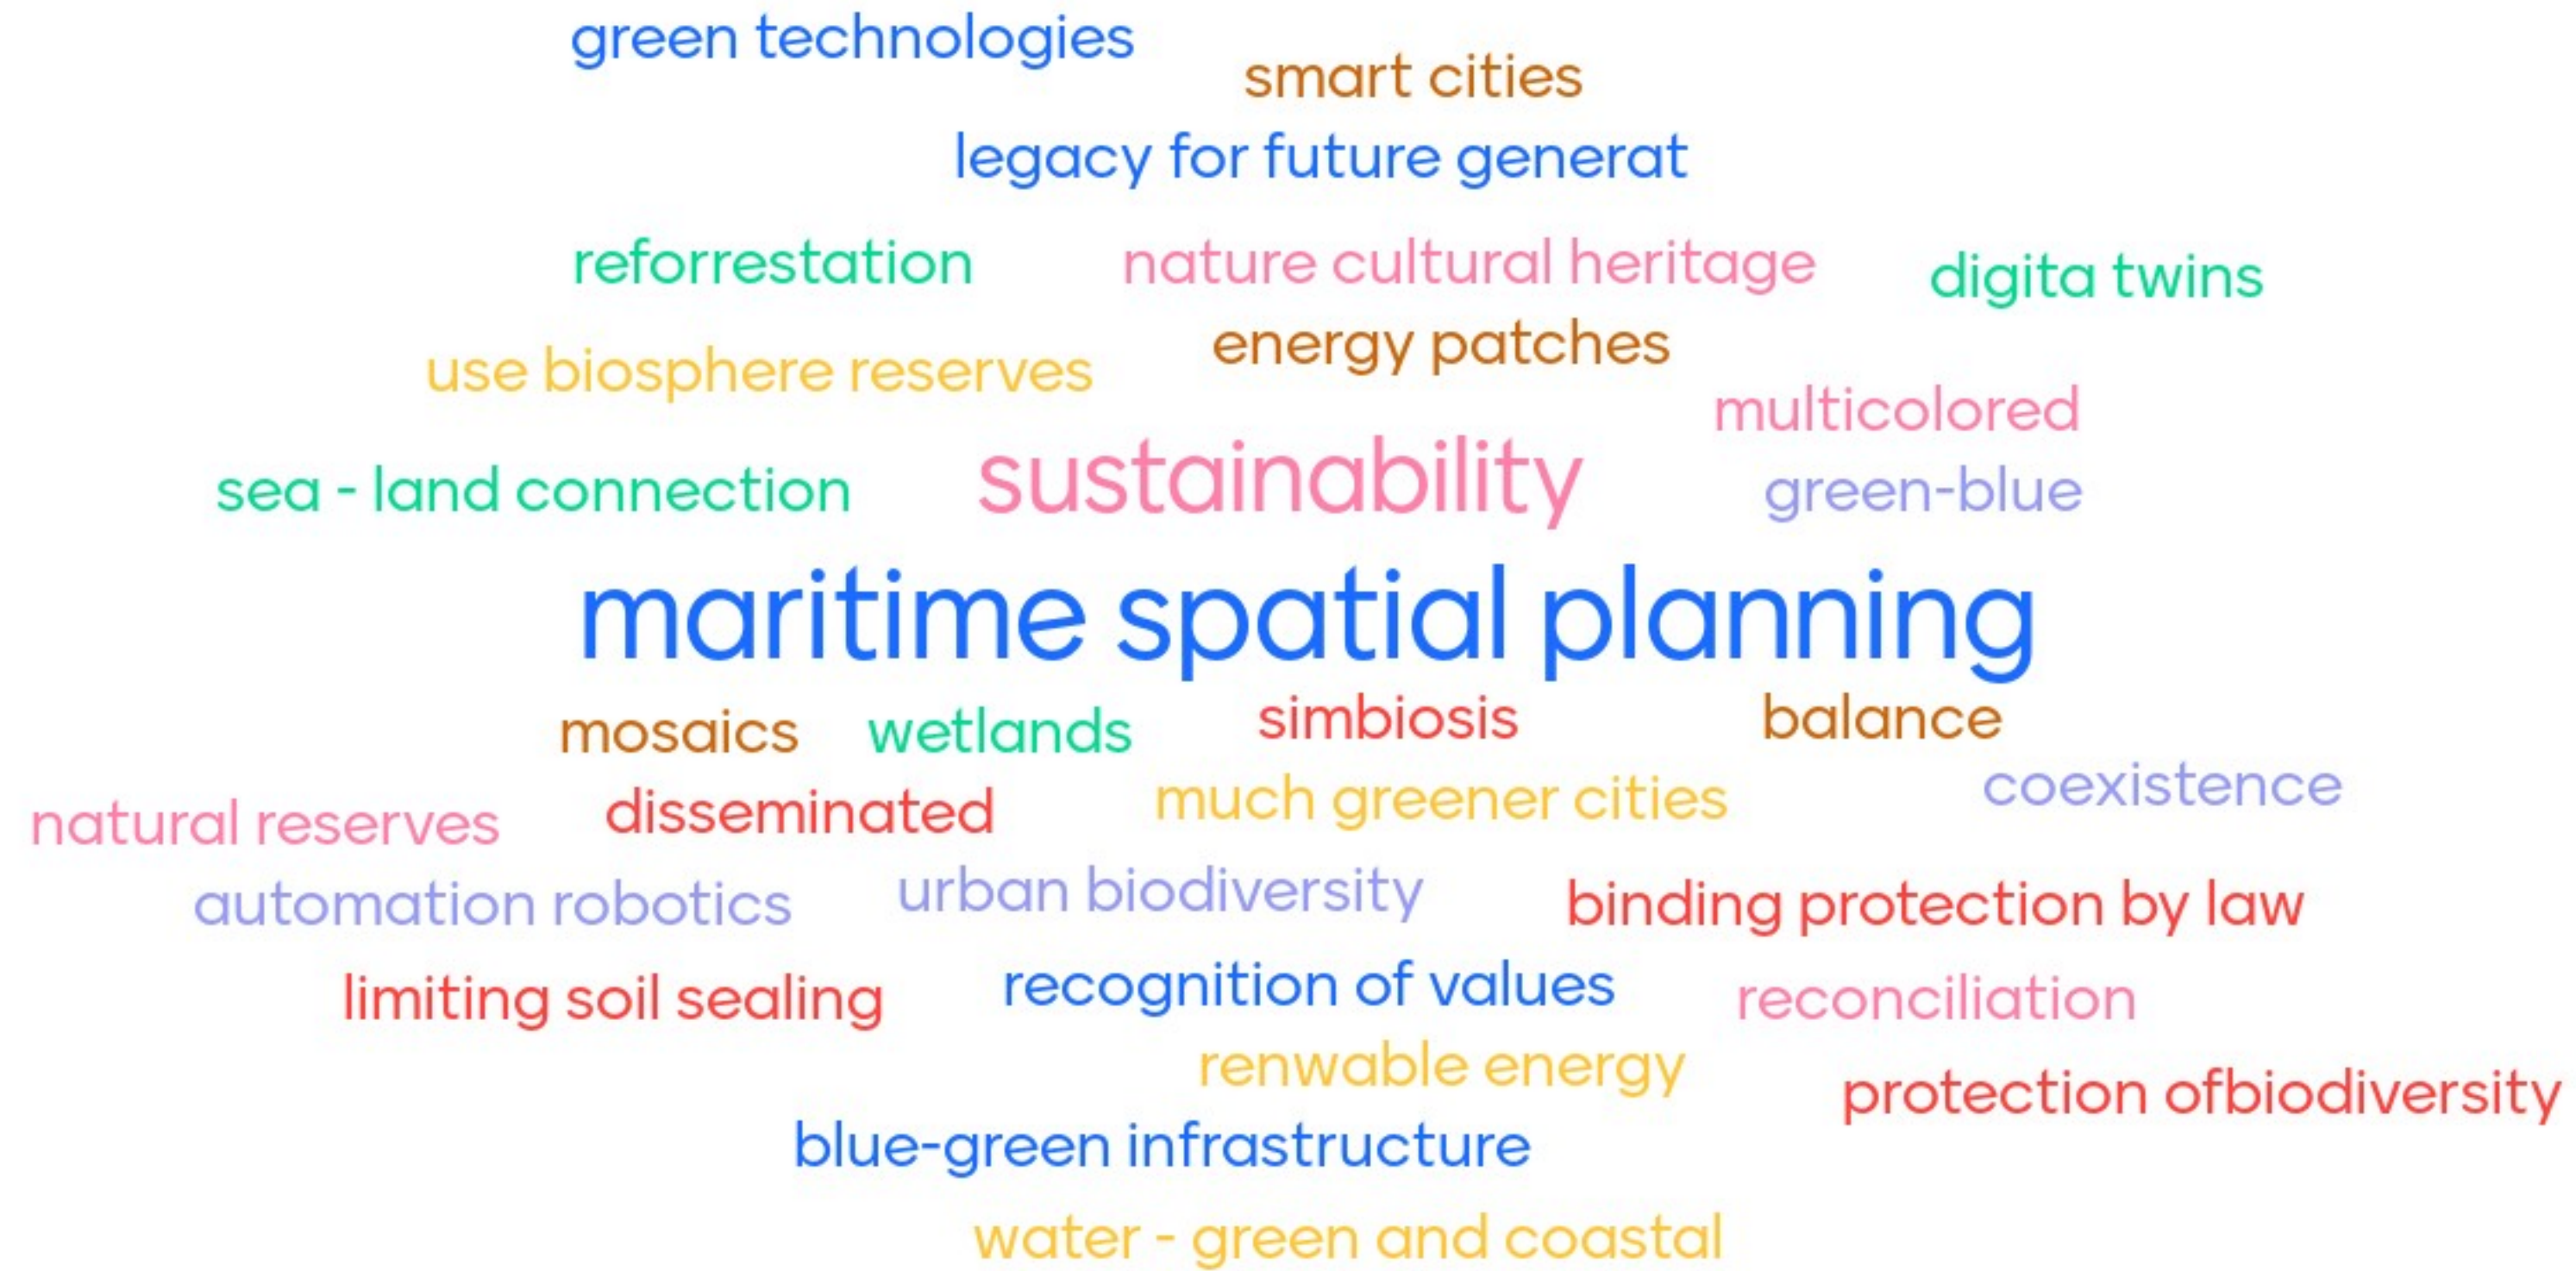 green technologies
smart cities
legacy for future generat
reforrestation
nature cultural heritage
digita twins
energy patches
use biosphere reserves
multicolored
sustainability
sea - land connection
green-blue
maritime spatial planning
mosaics
wetlands
simbiosis
balance
coexistence
natural reserves
disseminated
much greener cities
automation robotics
urban biodiversity
binding protection by law
limiting soil sealing
recognition of values
reconciliation
renwable energy
protection ofbiodiversity
blue-green infrastructure
water - green and coastal